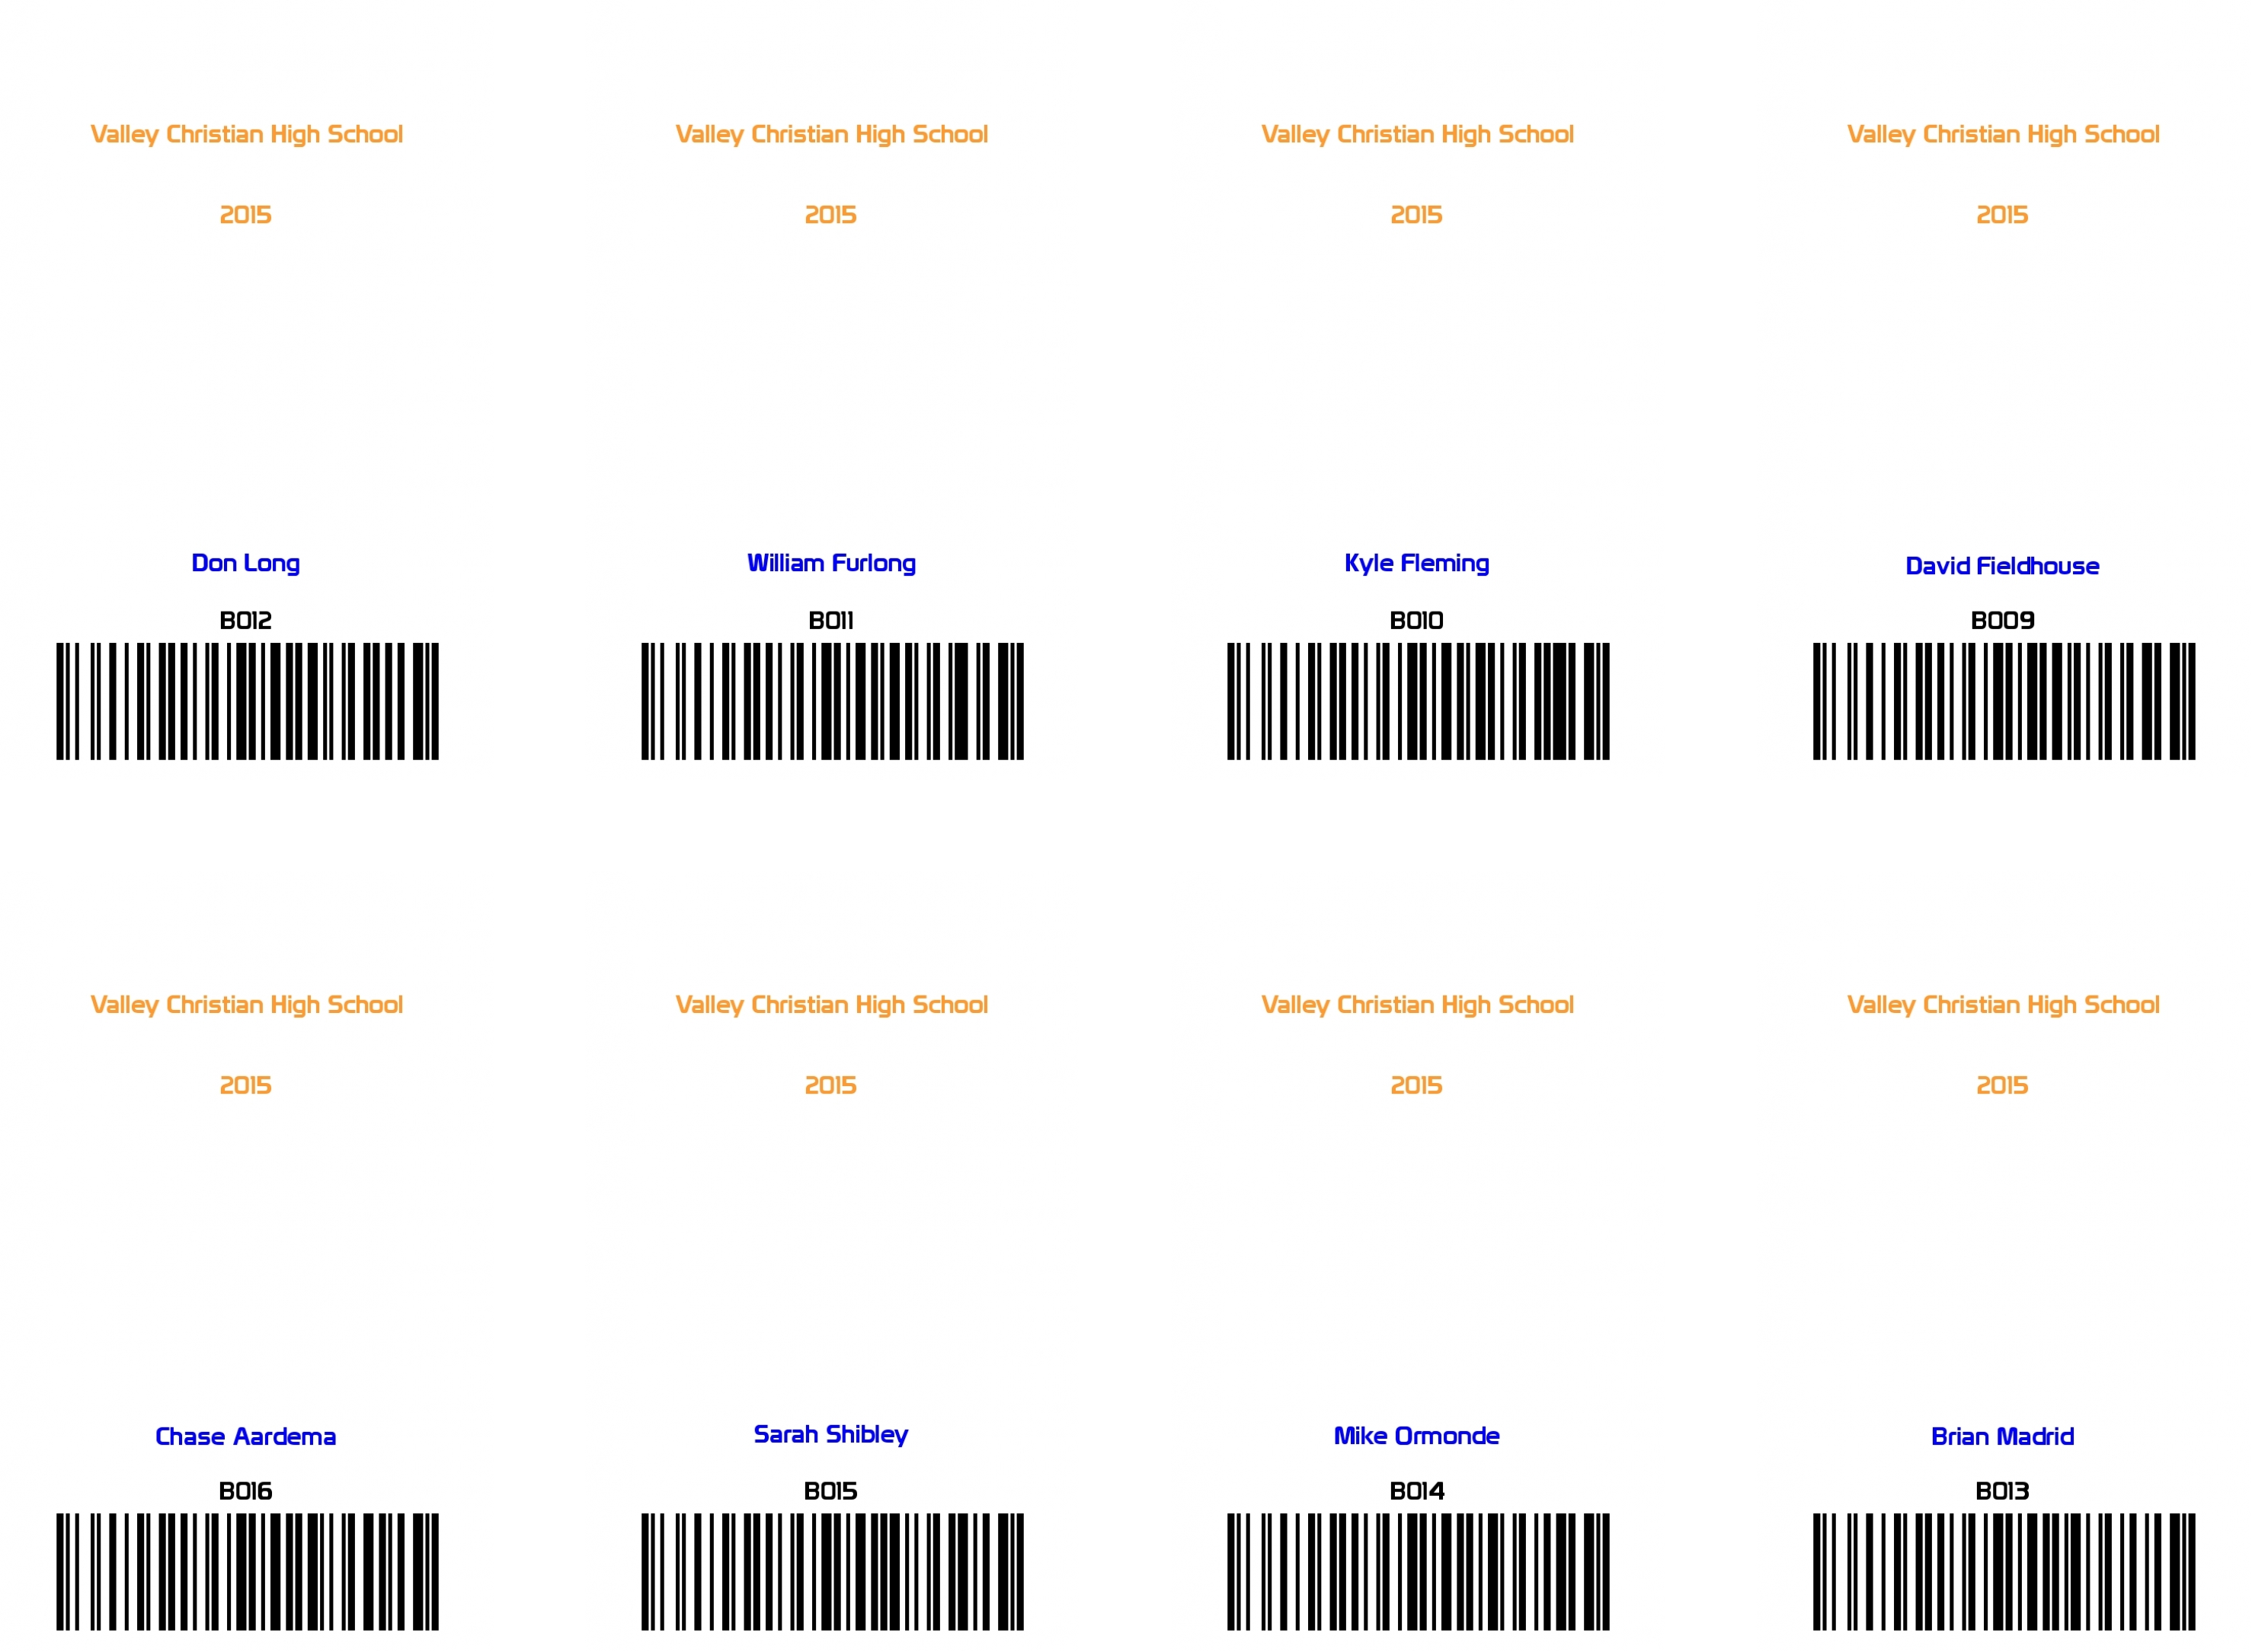 Valley Christian High School
2015
Don Long
B012
Valley Christian High School
2015
William Furlong
B011
Valley Christian High School
2015
Kyle Fleming
B010
Valley Christian High School
2015
David Fieldhouse
B009
Valley Christian High School
2015
Chase Aardema
B016
Valley Christian High School
2015
Sarah Shibley
B015
Valley Christian High School
2015
Mike Ormonde
B014
Valley Christian High School
2015
Brian Madrid
B013